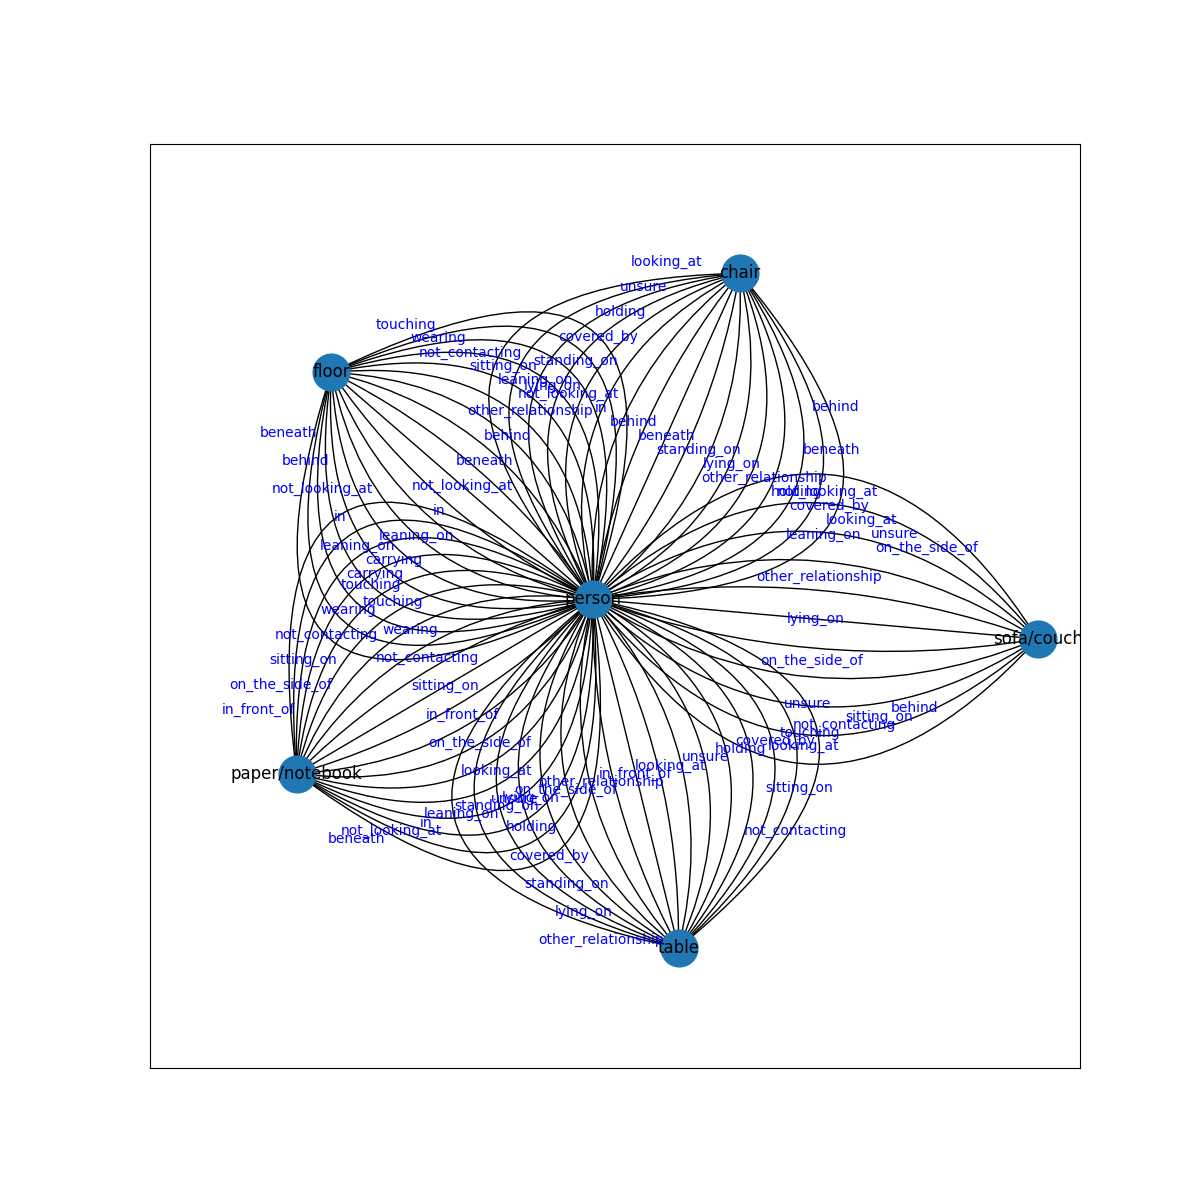 looking_at
chair
unsure
holding
touching
wearing
covered_by
not_contacting
standing_on
sitting_on
floor
leaning_on
lying_on
not_looking_at
in
behind
other_relationship
behind
beneath
behind
beneath
standing_on
beneath
behind
beneath
lying_on
other_relationship
not_looking_at
not_looking_at
holding
not_looking_at
covered_by
in
in
looking_at
leaning_on
leaning_on
unsure
leaning_on
on_the_side_of
carrying
carrying
other_relationship
touching
touching
person
wearing
wearing
lying_on
not_contacting
sofa/couch
sitting_on
not_contacting
on_the_side_of
on_the_side_of
sitting_on
in_front_of
unsure
behind
in_front_of
sitting_on
not_contacting
touching
on_the_side_of
covered_by
looking_at
holding
unsure
looking_at
looking_at
in_front_of
paper/notebook
other_relationship
on_the_side_of
sitting_on
unsure
lying_on
standing_on
leaning_on
in
holding
not_looking_at
not_contacting
beneath
covered_by
standing_on
lying_on
other_relationship
table